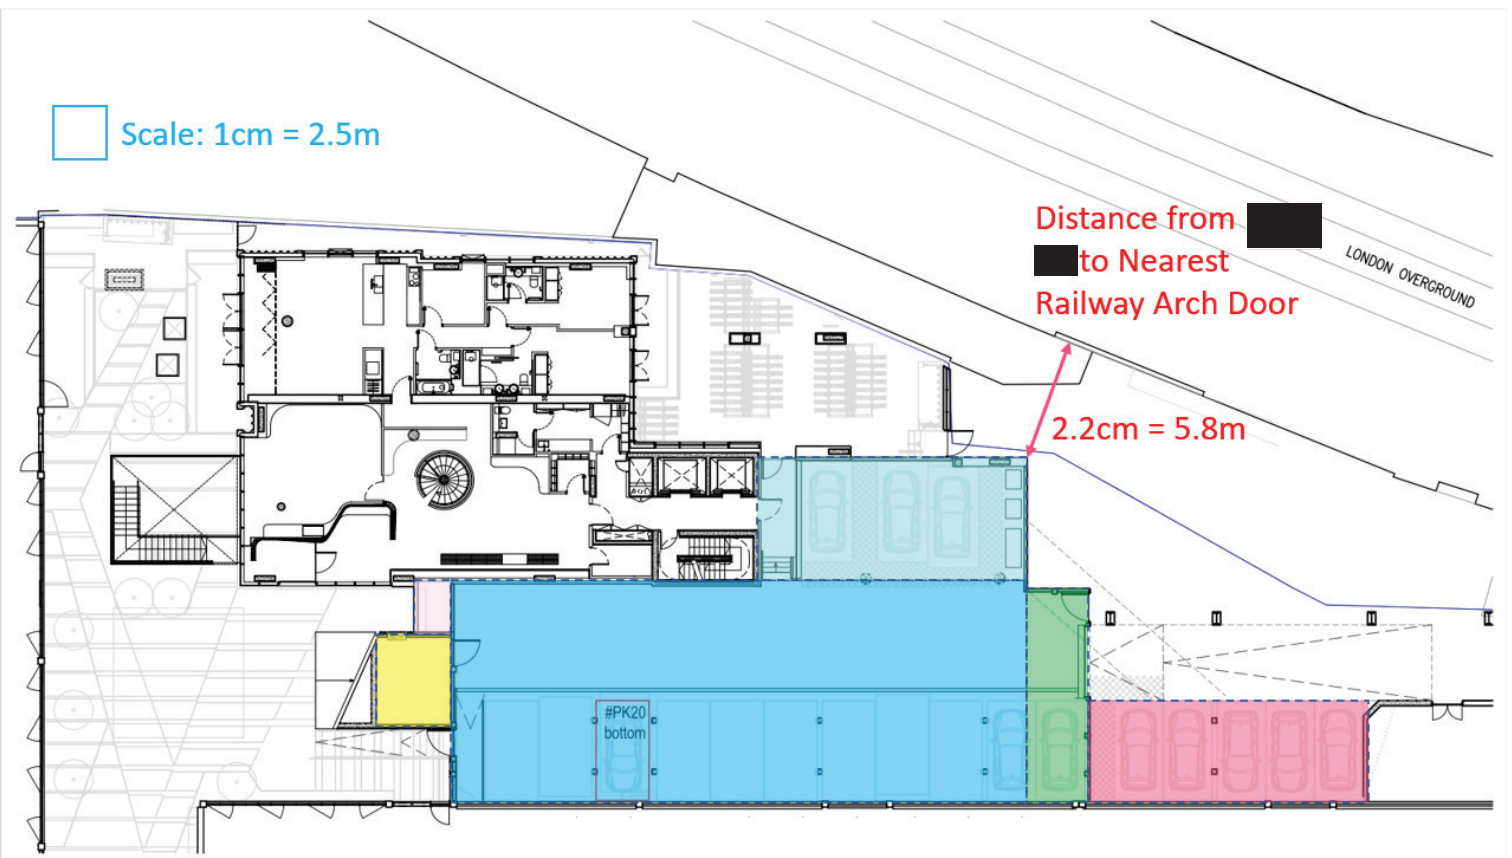 Scale: 1cm = 2.5m
Distance from
to Nearest
Railway Arch Door
LONDON OVERGROUND
2.2cm = 5.8m
#PK20
bottom